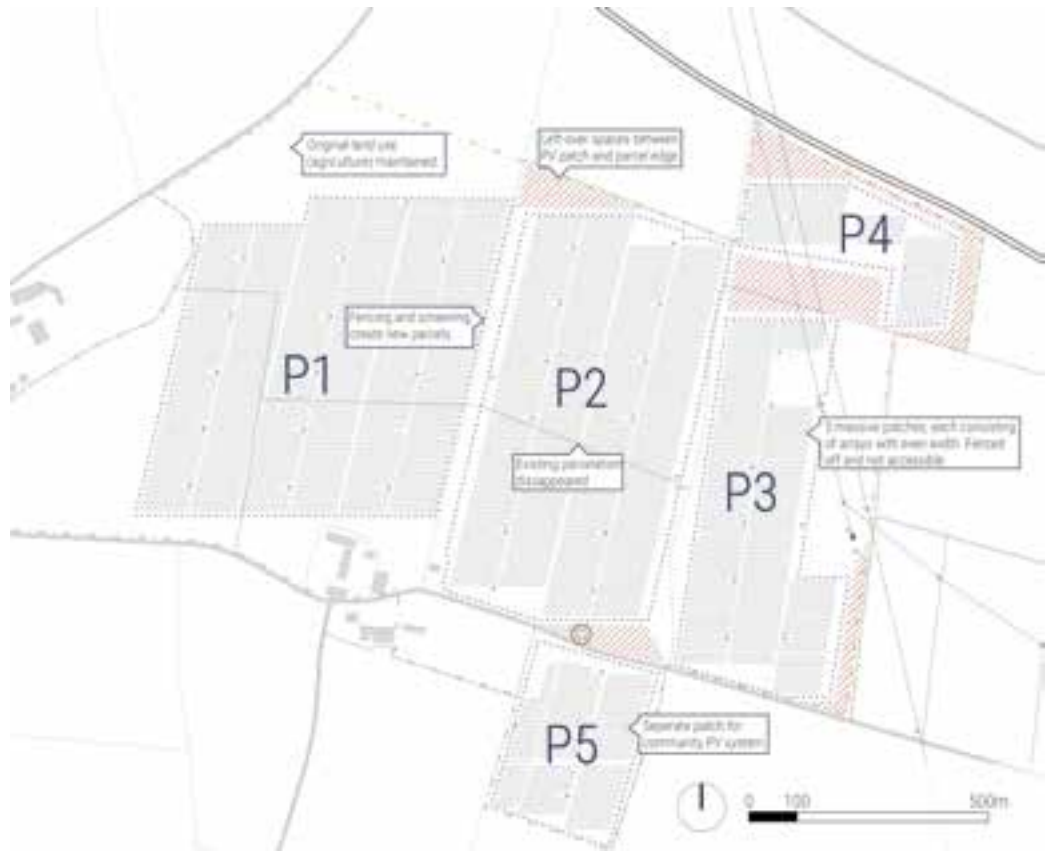 Original land use
(agriculture) maintained
Left-over spaces between
PV patch and parcel edge
P4
Fencing and screening
create new parcels
P1
P2
P3
5 massive patches, each consisting
of arrays with even width. Fenced
off and not accessible
Existing parcelation
disappeared
P5
Seperate patch for
community PV system
0 100 500m